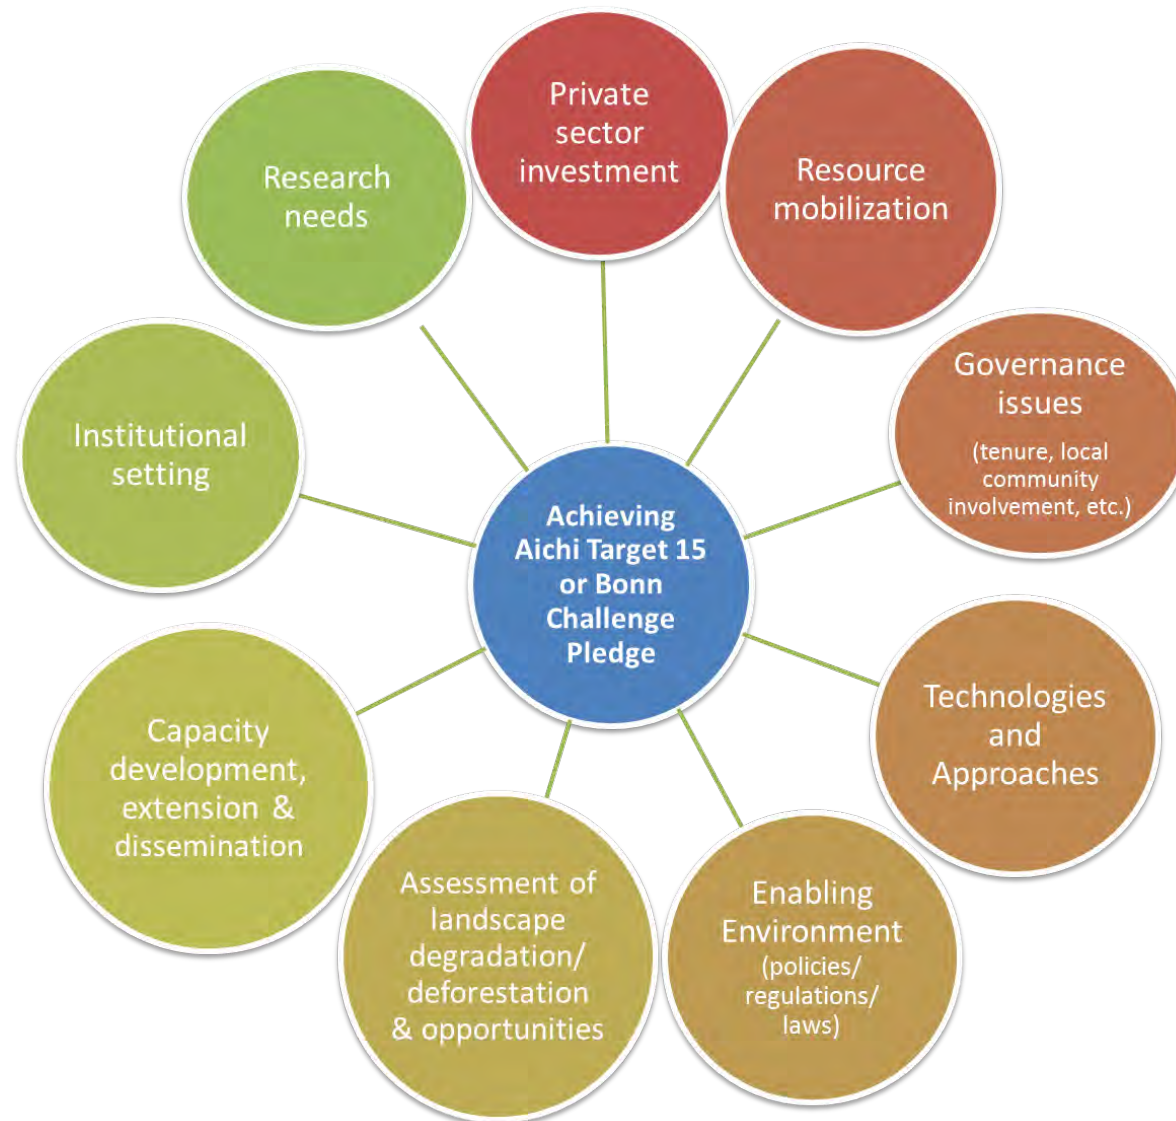 Private
sector
investment
Resource
mobilization
Governance
issues
(tenure, local
community
involvement, etc.)
Technologies
and
Approaches
Enabling
Environment
(policies/
regulations/
laws)
Assessment of
landscape
degradation/
deforestation
& opportunities
Capacity
development,
extension &
dissemination
Institutional
setting
Research
needs
Achieving
Aichi Target 15
or Bonn
Challenge
Pledge